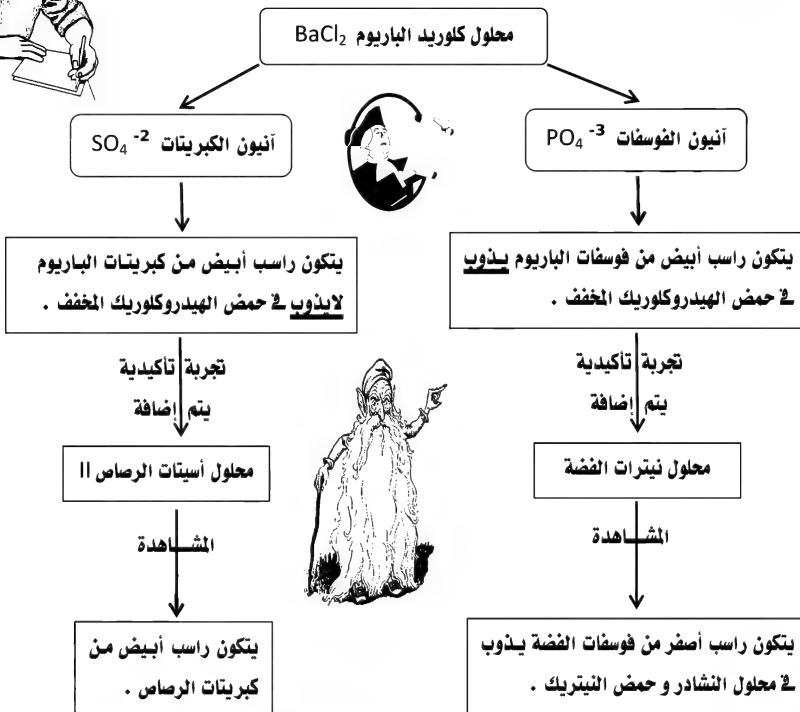 محلول كلوريد الباريوم BaCl₂
آنيون الفوسفات PO₄ ⁻³
يتكون راسب أبيض من فوسفات الباريوم يذوب
في حمض الهيدروكلوريك المخفف .
تجربة تأكيدية
يتم إضافة
محلول نيترات الفضة
المشاهدة
يتكون راسب أصفر من فوسفات الفضة يذوب
في محلول النشادر و حمض النيتريك .
آنيون الكبريتات SO₄ ⁻²
يتكون راسب أبيض من كبريتات الباريوم
لايذوب في حمض الهيدروكلوريك المخفف .
تجربة تأكيدية
يتم إضافة
محلول أسيتات الرصاص II
المشاهدة
يتكون راسب أبيض من
كبريتات الرصاص .